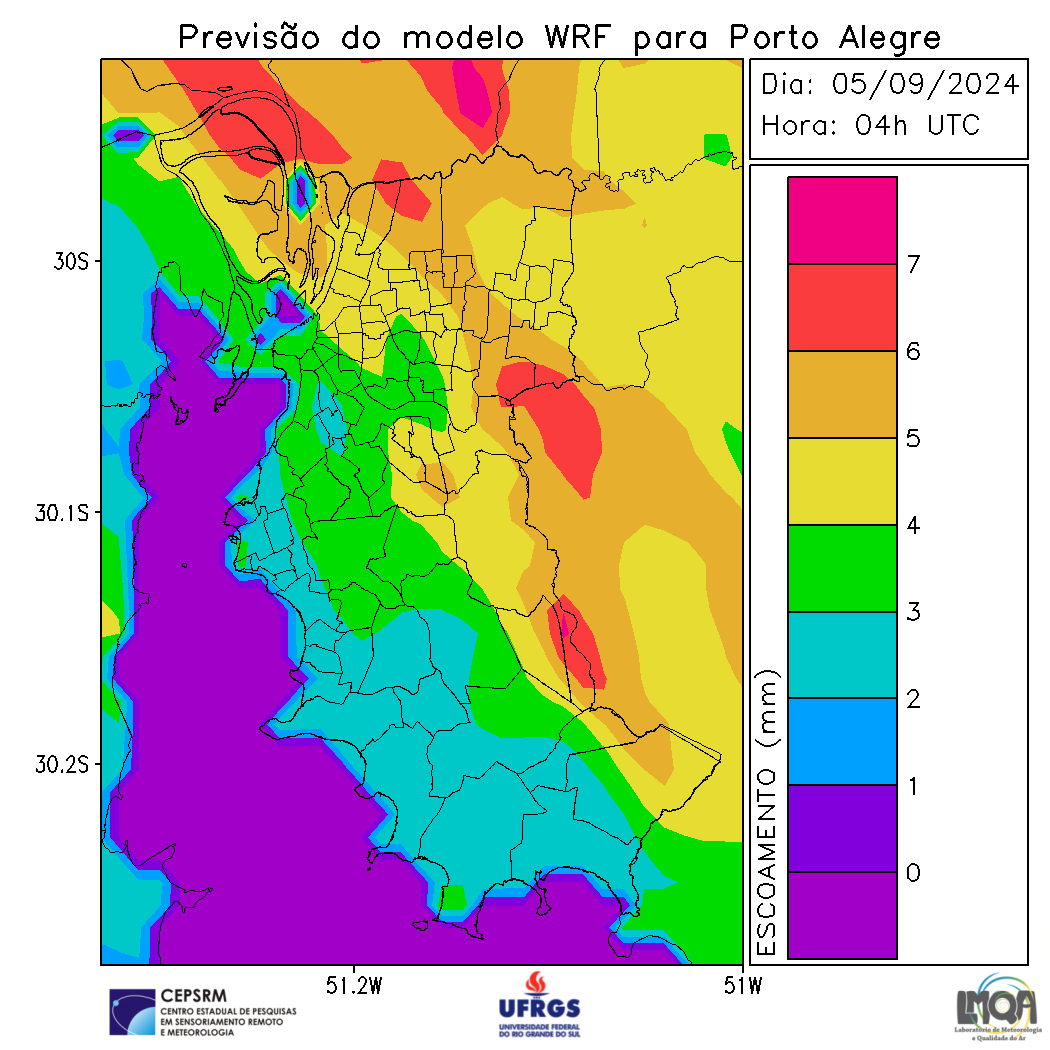 Previsão do modelo WRF para Porto Alegre
Dia: 05/09/2024
Hora: 04h UTC
30S
30.1S
30.2S
51.2W
51W
7
6
5
4
3
2
1
0
ESCOAMENTO (mm)
CEPSRM
CENTRO ESTADUAL DE PESQUISAS
EM SENSORIAMENTO REMOTO
E METEOROLOGIA
UFRGS
UNIVERSIDADE FEDERAL
DO RIO GRANDE DO SUL
LMQA
Laboratório de Meteorologia
e Qualidade do Ar